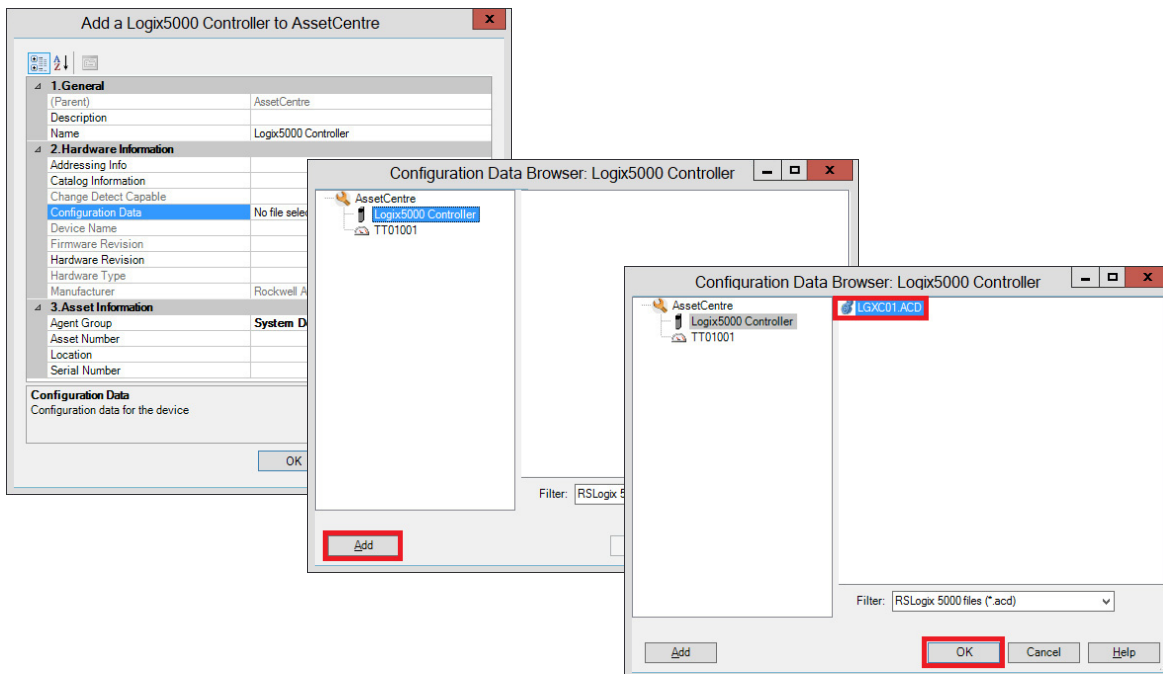 Add a Logix5000 Controller to AssetCentre
1.General
(Parent) AssetCentre
Description
Name Logix5000 Controller
2.Hardware Information
Addressing Info
Catalog Information
Change Detect Capable
Configuration Data No file selec
Device Name
Firmware Revision
Hardware Revision
Hardware Type
Manufacturer Rockwell A
3.Asset Information
Agent Group System D
Asset Number
Location
Serial Number
Configuration Data
Configuration data for the device
OK
Configuration Data Browser: Logix5000 Controller
AssetCentre
Logix5000 Controller
TT01001
Filter: RSLogix 5
Add
Configuration Data Browser: Logix5000 Controller
AssetCentre
Logix5000 Controller
TT01001
LGXC01.ACD
Filter: RSLogix 5000 files (*.acd)
Add OK Cancel Help